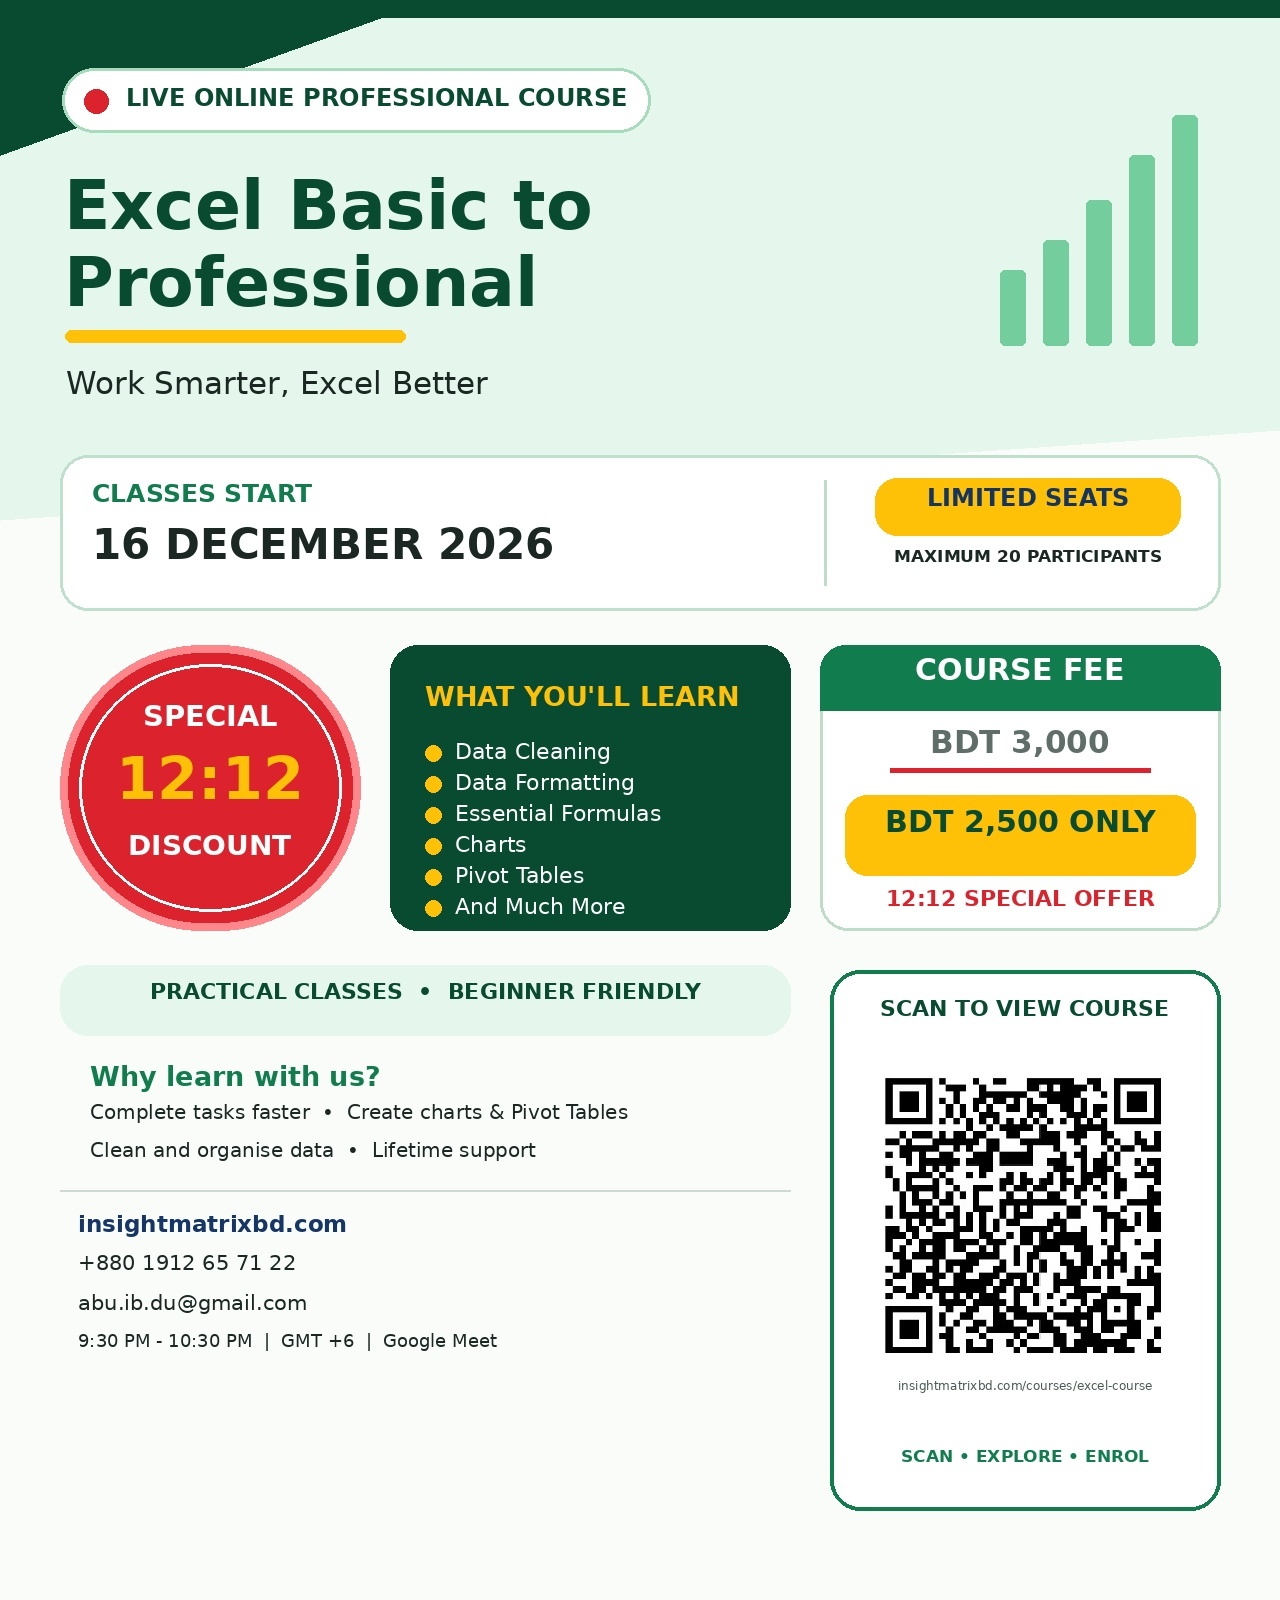 LIVE ONLINE PROFESSIONAL COURSE
Excel Basic to
Professional
Work Smarter, Excel Better
CLASSES START
16 DECEMBER 2026
LIMITED SEATS
MAXIMUM 20 PARTICIPANTS
SPECIAL
12:12
DISCOUNT
WHAT YOU'LL LEARN
Data Cleaning
Data Formatting
Essential Formulas
Charts
Pivot Tables
And Much More
COURSE FEE
BDT 3,000
BDT 2,500 ONLY
12:12 SPECIAL OFFER
PRACTICAL CLASSES • BEGINNER FRIENDLY
Why learn with us?
Complete tasks faster • Create charts & Pivot Tables
Clean and organise data • Lifetime support
insightmatrixbd.com
+880 1912 65 71 22
abu.ib.du@gmail.com
9:30 PM - 10:30 PM | GMT +6 | Google Meet
SCAN TO VIEW COURSE
insightmatrixbd.com/courses/excel-course
SCAN • EXPLORE • ENROL